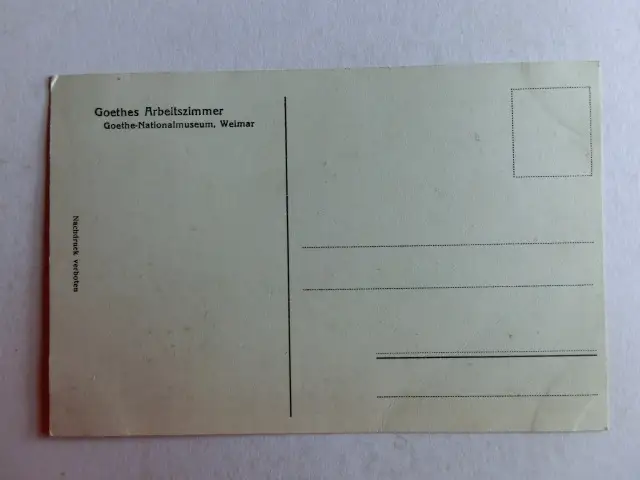 Goethes Arbeitszimmer
Goethe-Nationalmuseum, Weimar
Nachdruck verboten